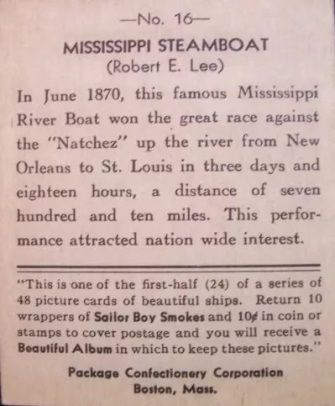 —No. 16—
MISSISSIPPI STEAMBOAT
(Robert E. Lee)
In June 1870, this famous Mississippi
River Boat won the great race against
the "Natchez" up the river from New
Orleans to St. Louis in three days and
eighteen hours, a distance of seven
hundred and ten miles. This perfor-
mance attracted nation wide interest.
"This is one of the first-half (24) of a series of
48 picture cards of beautiful ships. Return 10
wrappers of Sailor Boy Smokes and 10¢ in coin or
stamps to cover postage and you will receive a
Beautiful Album in which to keep these pictures."
Package Confectionery Corporation
Boston, Mass.